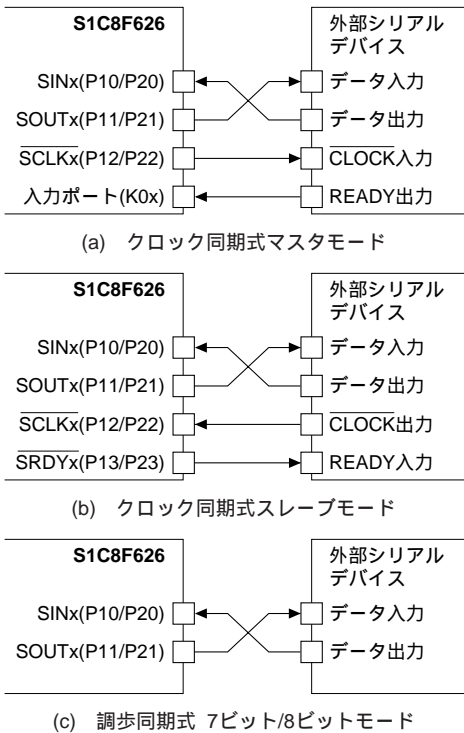 S1C8F626 外部シリアル
デバイス
SINx(P10/P20) データ入力
SOUTx(P11/P21) データ出力
SCLKx(P12/P22) CLOCK入力
入力ポート(K0x) READY出力
(a) クロック同期式マスタモード
S1C8F626 外部シリアル
デバイス
SINx(P10/P20) データ入力
SOUTx(P11/P21) データ出力
SCLKx(P12/P22) CLOCK出力
SRDYx(P13/P23) READY入力
(b) クロック同期式スレーブモード
S1C8F626 外部シリアル
デバイス
SINx(P10/P20) データ入力
SOUTx(P11/P21) データ出力
(c) 調歩同期式 7ビット/8ビットモード